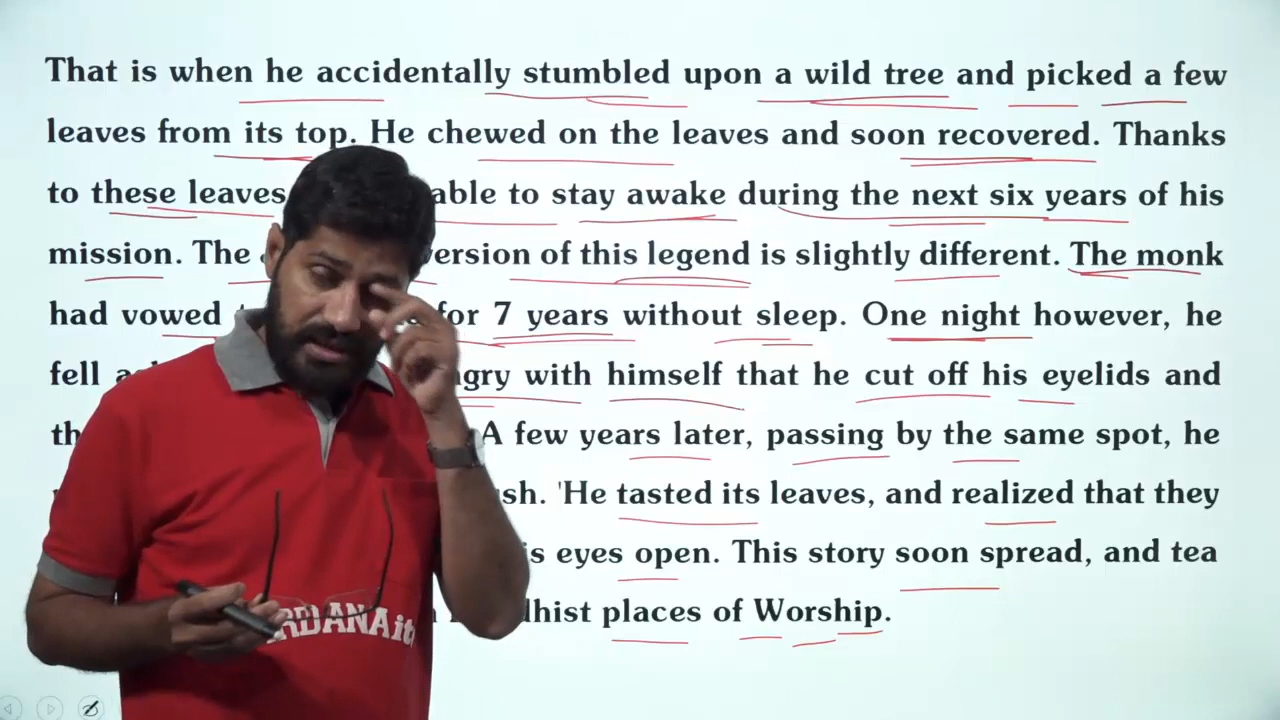 That is when he accidentally stumbled upon a wild tree and picked a few
leaves from its top. He chewed on the leaves and soon recovered. Thanks
to these leaves able to stay awake during the next six years of his
mission. The version of this legend is slightly different. The monk
had vowed for 7 years without sleep. One night however, he
fell with himself that he cut off his eyelids and
A few years later, passing by the same spot, he
'He tasted its leaves, and realized that they
eyes open. This story soon spread, and tea
places of Worship.